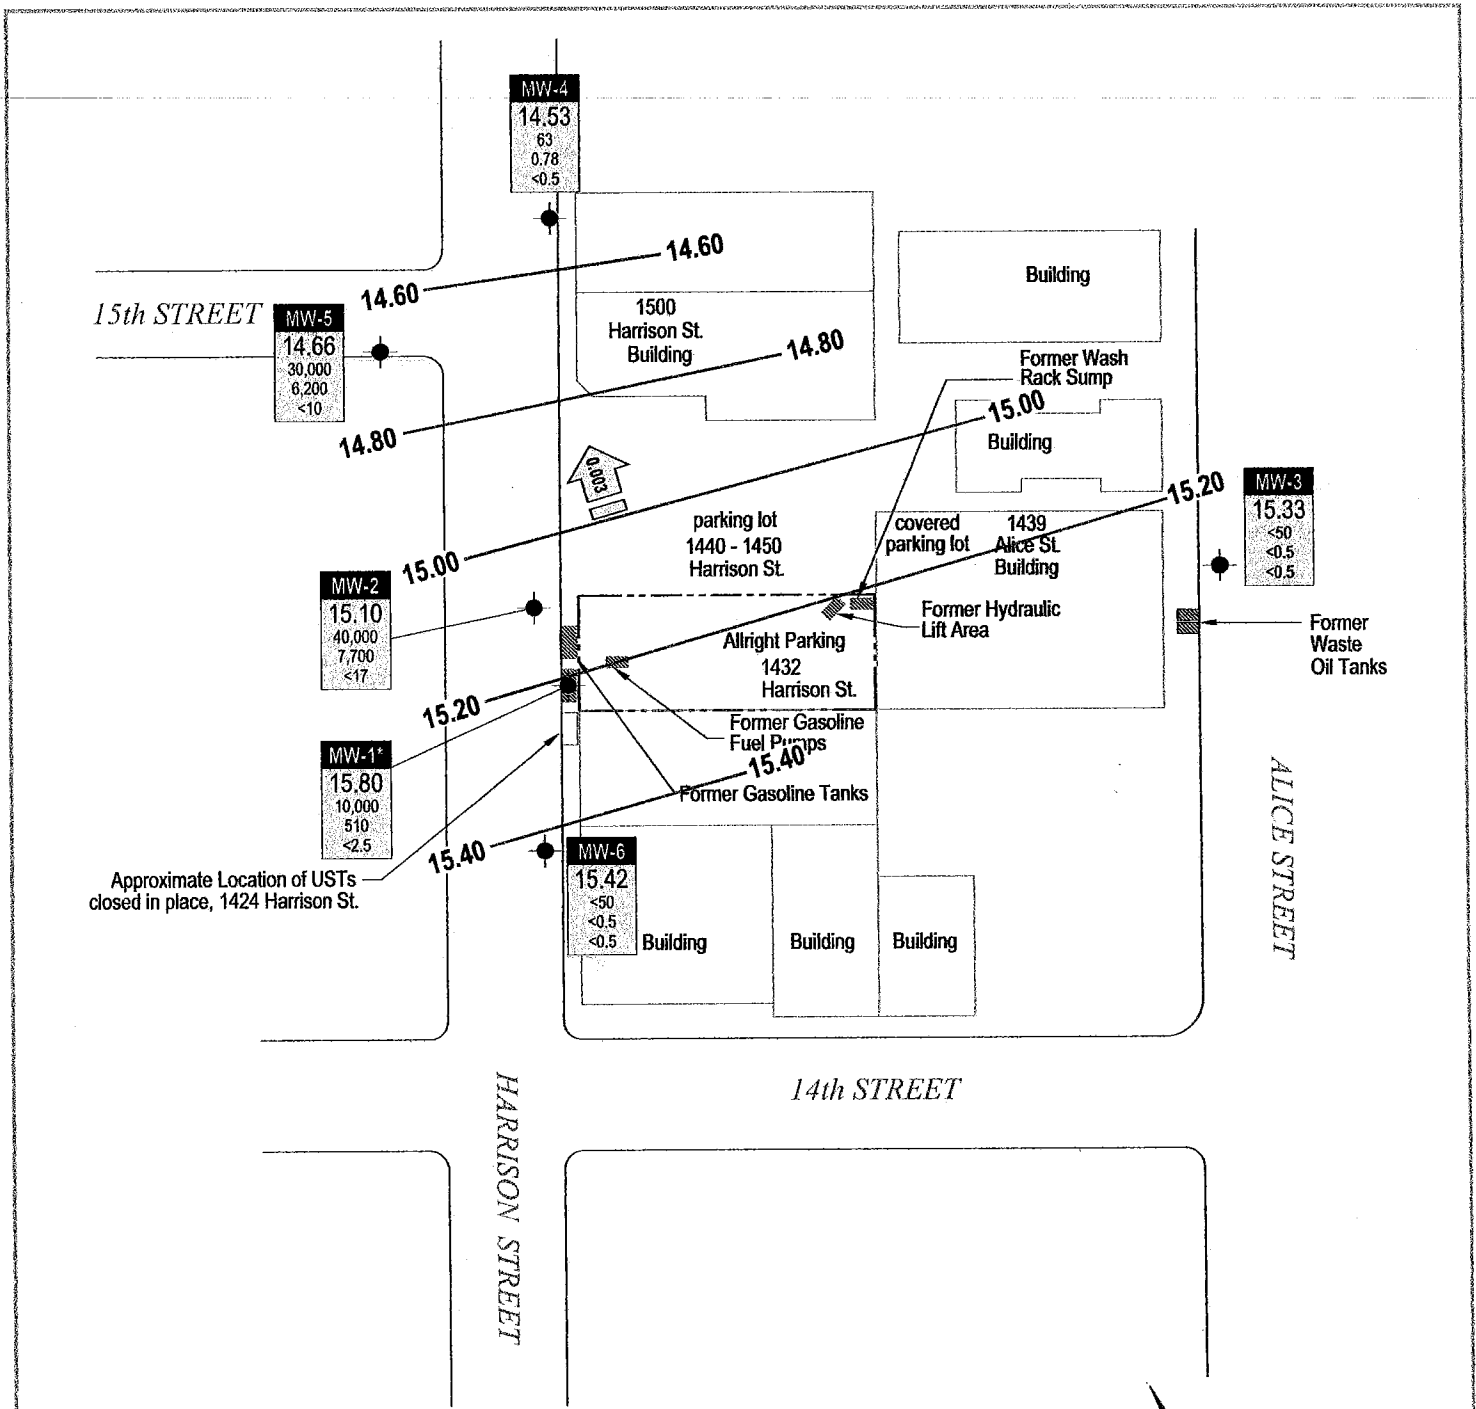 MW-4
14.53
63
0.78
<0.5
14.60
14.60
15th STREET
MW-5
14.66
30,000
6,200
<10
1500
Harrison St.
Building
Building
14.80
14.80
Former Wash
Rack Sump
15.00
15.00
Building
0.003
15.20
15.20
MW-3
15.33
<50
<0.5
<0.5
parking lot
1440 - 1450
Harrison St.
covered
parking lot
1439
Alice St.
Building
MW-2
15.10
40,000
7,700
<17
Former Hydraulic
Lift Area
Former
Waste
Oil Tanks
Allright Parking
1432
Harrison St.
Former Gasoline
Fuel Pumps
15.40
15.40
Former Gasoline Tanks
MW-1*
15.80
10,000
510
<2.5
Approximate Location of USTs
closed in place, 1424 Harrison St.
MW-6
15.42
<50
<0.5
<0.5
Building
Building
Building
ALICE STREET
14th STREET
HARRISON STREET